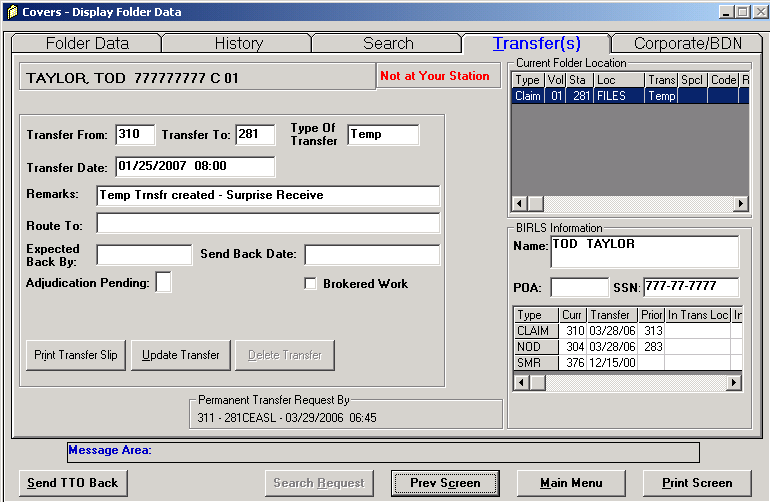 Covers - Display Folder Data
Folder Data History Search Transfer(s) Corporate/BDN
TAYLOR, TOD 777777777 C 01 Not at Your Station
Transfer From: 310 Transfer To: 281 Type Of Transfer Temp
Transfer Date: 01/25/2007 08:00
Remarks: Temp Trnsfr created - Surprise Receive
Route To:
Expected Back By: Send Back Date:
Adjudication Pending: Brokered Work
Print Transfer Slip Update Transfer Delete Transfer
Permanent Transfer Request By
311 - 281CEASL - 03/29/2006 06:45
Current Folder Location
Type Vol Sta Loc Trans Spcl Code R
Claim 01 281 FILES Temp
BIRLS Information
Name: TOD TAYLOR
POA: SSN: 777-77-7777
Type Curr Transfer Prior In Trans Loc In
CLAIM 310 03/28/06 313
NOD 304 03/28/06 283
SMR 376 12/15/00
Message Area:
Send TTO Back Search Request Prev Screen Main Menu Print Screen